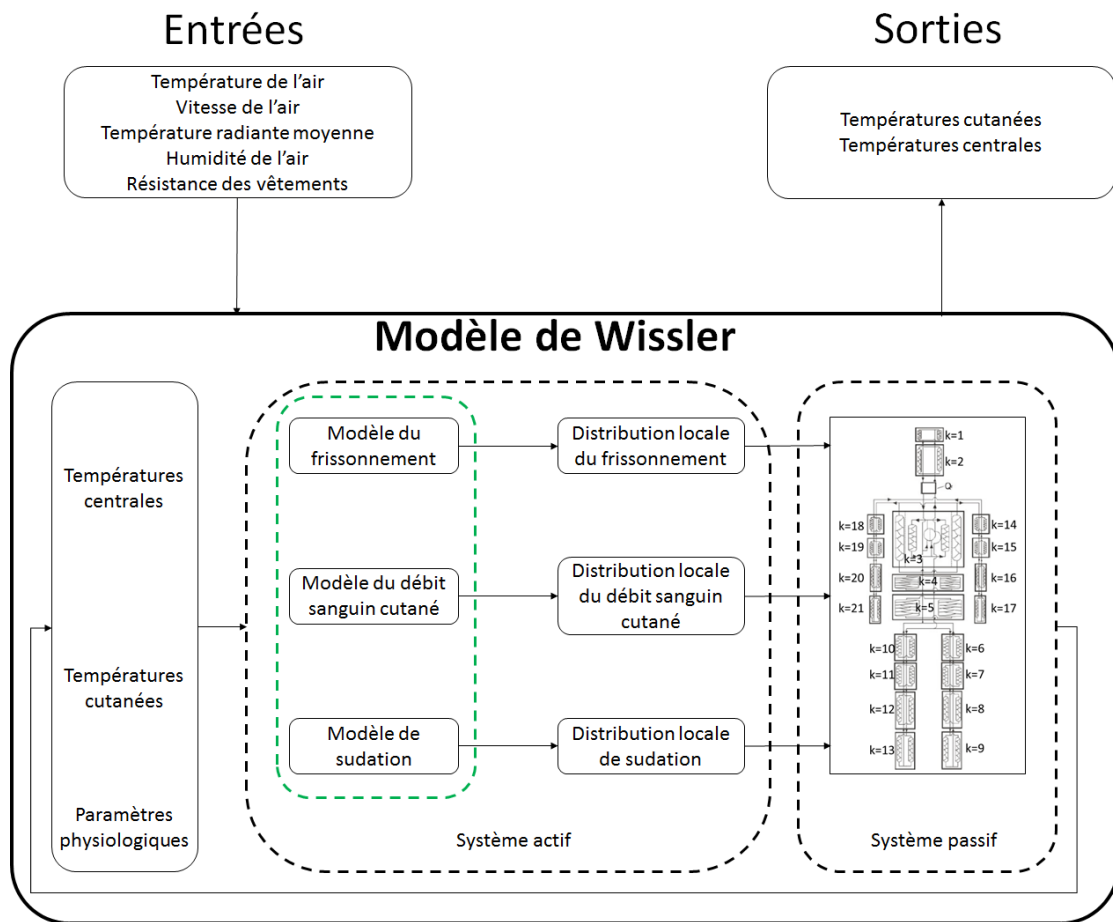 Entrées
Température de l'air
Vitesse de l'air
Température radiante moyenne
Humidité de l'air
Résistance des vêtements
Sorties
Températures cutanées
Températures centrales
Modèle de Wissler
Températures
centrales
Températures
cutanées
Paramètres
physiologiques
Modèle du
frissonnement
Distribution locale
du frissonnement
Modèle du débit
sanguin cutané
Distribution locale
du débit sanguin
cutané
Modèle de
sudation
Distribution locale
de sudation
Système actif
k=1
k=2
k=18
k=14
k=19
k=3
k=15
k=20
k=4
k=16
k=21
k=5
k=17
k=10
k=6
k=11
k=7
k=12
k=8
k=13
k=9
Système passif